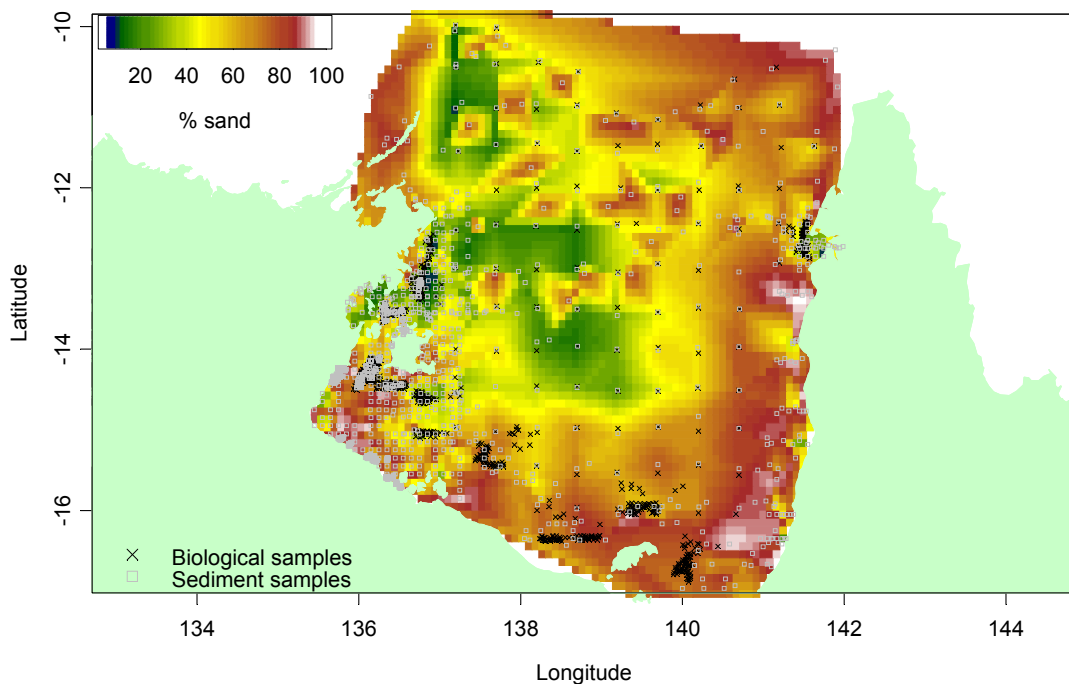 -10
-12
-14
-16
Latitude
20 40 60 80 100
% sand
Biological samples
Sediment samples
134 136 138 140 142 144
Longitude